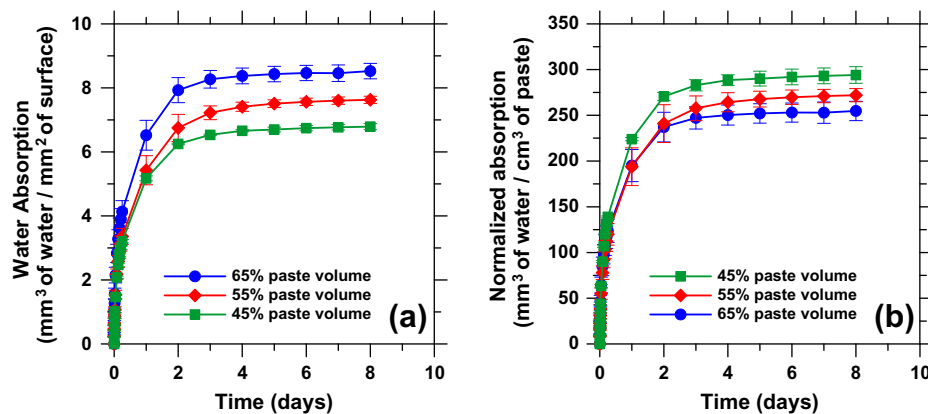 10
8
6
4
2
0
Water Absorption
(mm³ of water / mm² of surface)
65% paste volume
55% paste volume
45% paste volume
(a)
0 2 4 6 8 10
Time (days)
350
300
250
200
150
100
50
0
Normalized absorption
(mm³ of water / cm³ of paste)
45% paste volume
55% paste volume
65% paste volume
(b)
0 2 4 6 8 10
Time (days)